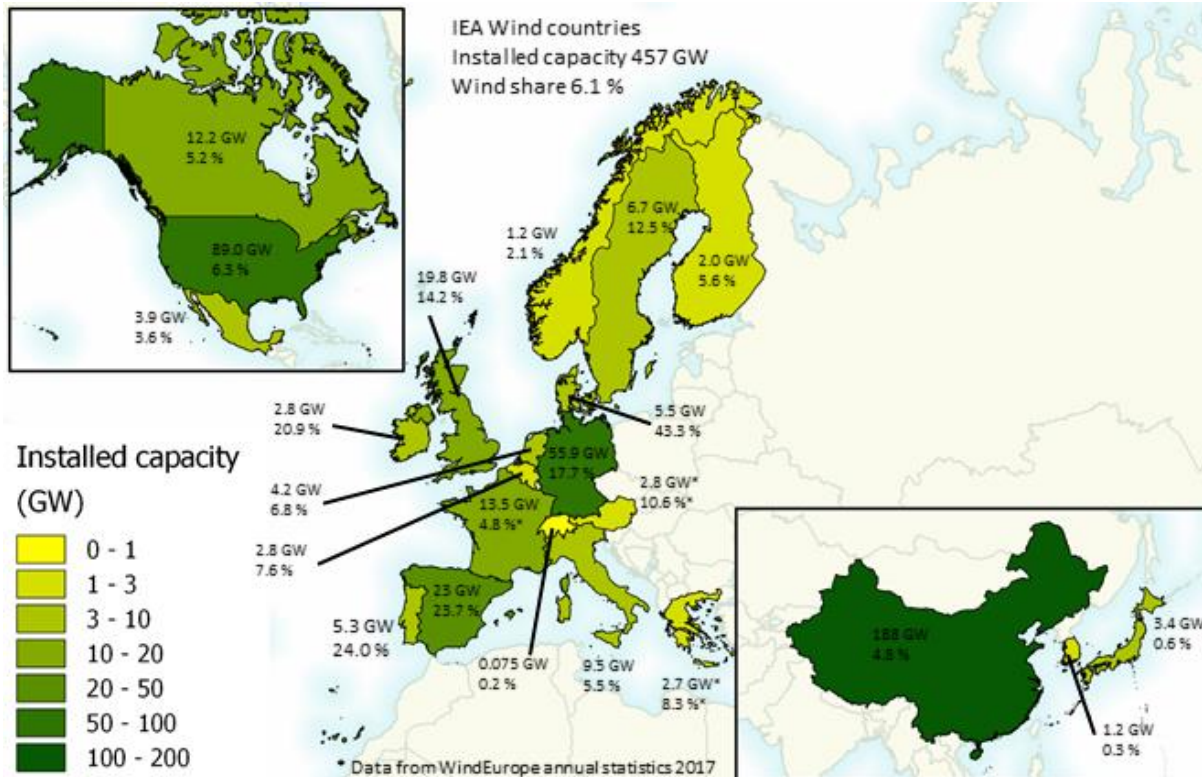 IEA Wind countries
Installed capacity 457 GW
Wind share 6.1 %
12.2 GW
5.2 %
89.0 GW
6.3 %
3.9 GW
3.6 %
1.2 GW
2.1 %
6.7 GW
12.5 %
2.0 GW
5.6 %
19.8 GW
14.2 %
2.8 GW
20.9 %
5.5 GW
43.3 %
55.9 GW
17.7 %
4.2 GW
6.8 %
2.8 GW*
10.6 %*
13.5 GW
4.8 %*
2.8 GW
7.6 %
23 GW
23.7 %
5.3 GW
24.0 %
0.075 GW
0.2 %
9.5 GW
5.5 %
2.7 GW*
8.3 %*
188 GW
4.8 %
3.4 GW
0.6 %
1.2 GW
0.3 %
Installed capacity
(GW)
0 - 1
1 - 3
3 - 10
10 - 20
20 - 50
50 - 100
100 - 200
Data from WindEurope annual statistics 2017